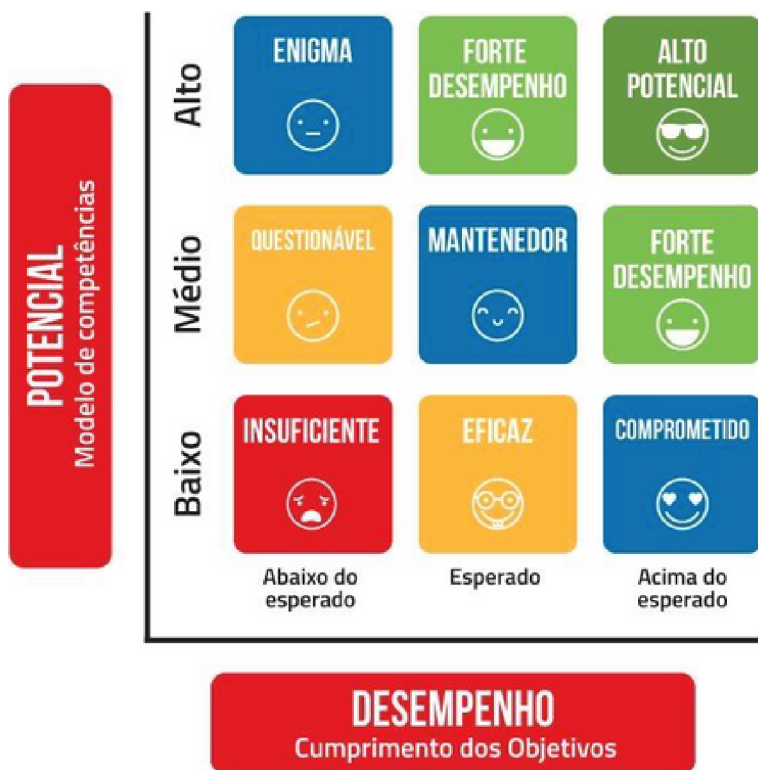 POTENCIAL
Modelo de competências
Alto
ENIGMA
FORTE
DESEMPENHO
ALTO
POTENCIAL
Médio
QUESTIONÁVEL
MANTENEDOR
FORTE
DESEMPENHO
Baixo
INSUFICIENTE
EFICAZ
COMPROMETIDO
Abaixo do
esperado
Esperado
Acima do
esperado
DESEMPENHO
Cumprimento dos Objetivos